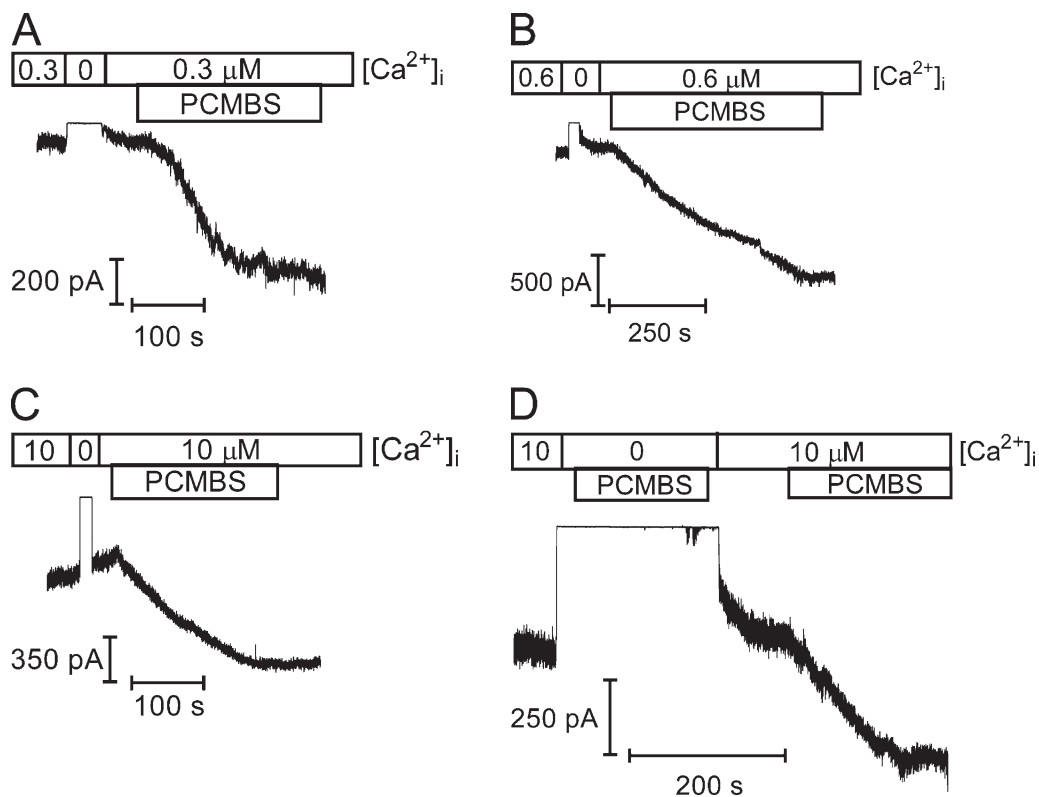 A
0.3 0 0.3 μM [Ca²⁺]ᵢ
PCMBS
200 pA
100 s
B
0.6 0 0.6 μM [Ca²⁺]ᵢ
PCMBS
500 pA
250 s
C
10 0 10 μM [Ca²⁺]ᵢ
PCMBS
350 pA
100 s
D
10 0 10 μM [Ca²⁺]ᵢ
PCMBS PCMBS
250 pA
200 s